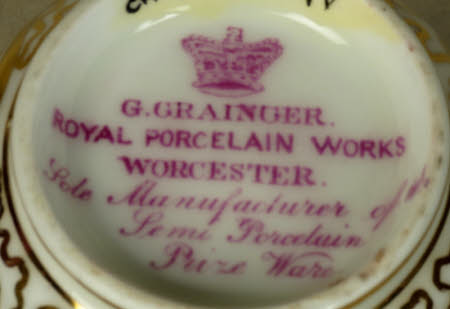 G. GRAINGER.
ROYAL PORCELAIN WORKS
WORCESTER.
Sole Manufacturer of the
Semi Porcelain
Prize Ware